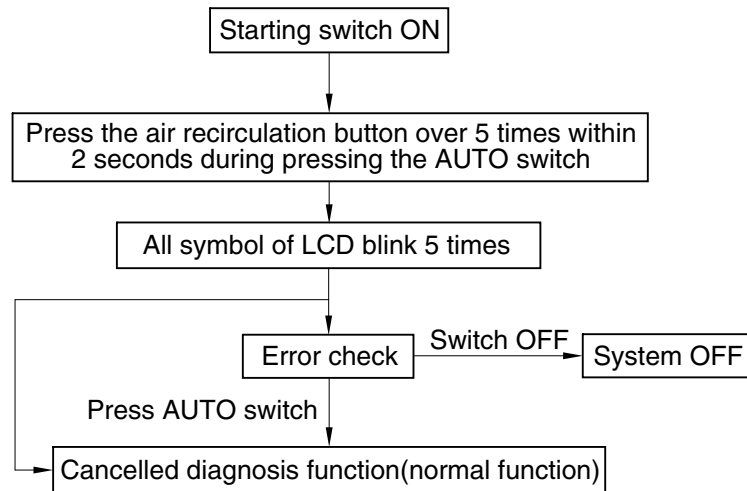 Starting switch ON
Press the air recirculation button over 5 times within
2 seconds during pressing the AUTO switch
All symbol of LCD blink 5 times
Error check
Switch OFF
System OFF
Press AUTO switch
Cancelled diagnosis function(normal function)